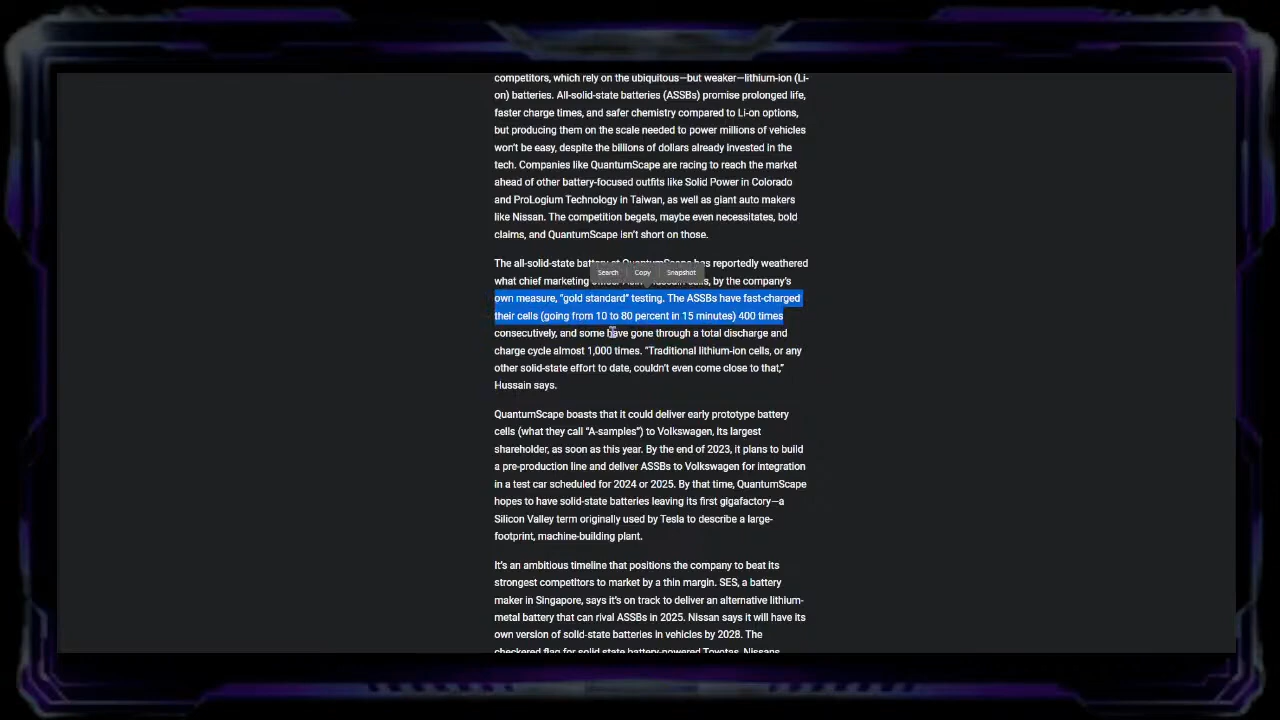 competitors, which rely on the ubiquitous—but weaker—lithium-ion (Li-
on) batteries. All-solid-state batteries (ASSBs) promise prolonged life,
faster charge times, and safer chemistry compared to Li-on options,
but producing them on the scale needed to power millions of vehicles
won't be easy, despite the billions of dollars already invested in the
tech. Companies like QuantumScape are racing to reach the market
ahead of other battery-focused outfits like Solid Power in Colorado
and ProLogium Technology in Taiwan, as well as giant auto makers
like Nissan. The competition begets, maybe even necessitates, bold
claims, and QuantumScape isn't short on those.
The all-solid-state battery at QuantumScape has reportedly weathered
Search Copy Snapshot
what chief marketing calls, by the company's
own measure, "gold standard" testing. The ASSBs have fast-charged
their cells (going from 10 to 80 percent in 15 minutes) 400 times
consecutively, and some have gone through a total discharge and
charge cycle almost 1,000 times. "Traditional lithium-ion cells, or any
other solid-state effort to date, couldn't even come close to that,"
Hussain says.
QuantumScape boasts that it could deliver early prototype battery
cells (what they call "A-samples") to Volkswagen, its largest
shareholder, as soon as this year. By the end of 2023, it plans to build
a pre-production line and deliver ASSBs to Volkswagen for integration
in a test car scheduled for 2024 or 2025. By that time, QuantumScape
hopes to have solid-state batteries leaving its first gigafactory—a
Silicon Valley term originally used by Tesla to describe a large-
footprint, machine-building plant.
It's an ambitious timeline that positions the company to beat its
strongest competitors to market by a thin margin. SES, a battery
maker in Singapore, says it's on track to deliver an alternative lithium-
metal battery that can rival ASSBs in 2025. Nissan says it will have its
own version of solid-state batteries in vehicles by 2028. The
checkered flag for solid state battery-powered Toyotas, Nissans